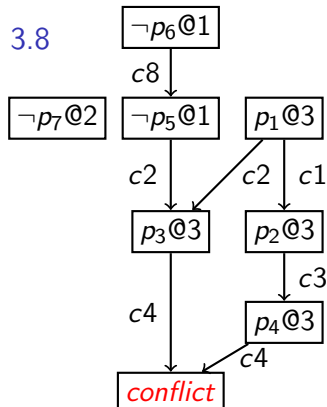 3.8
¬p₆@1
c8
¬p₇@2 ¬p₅@1 p₁@3
c2 c2 c1
p₃@3 p₂@3
c3
c4 p₄@3
c4
conflict